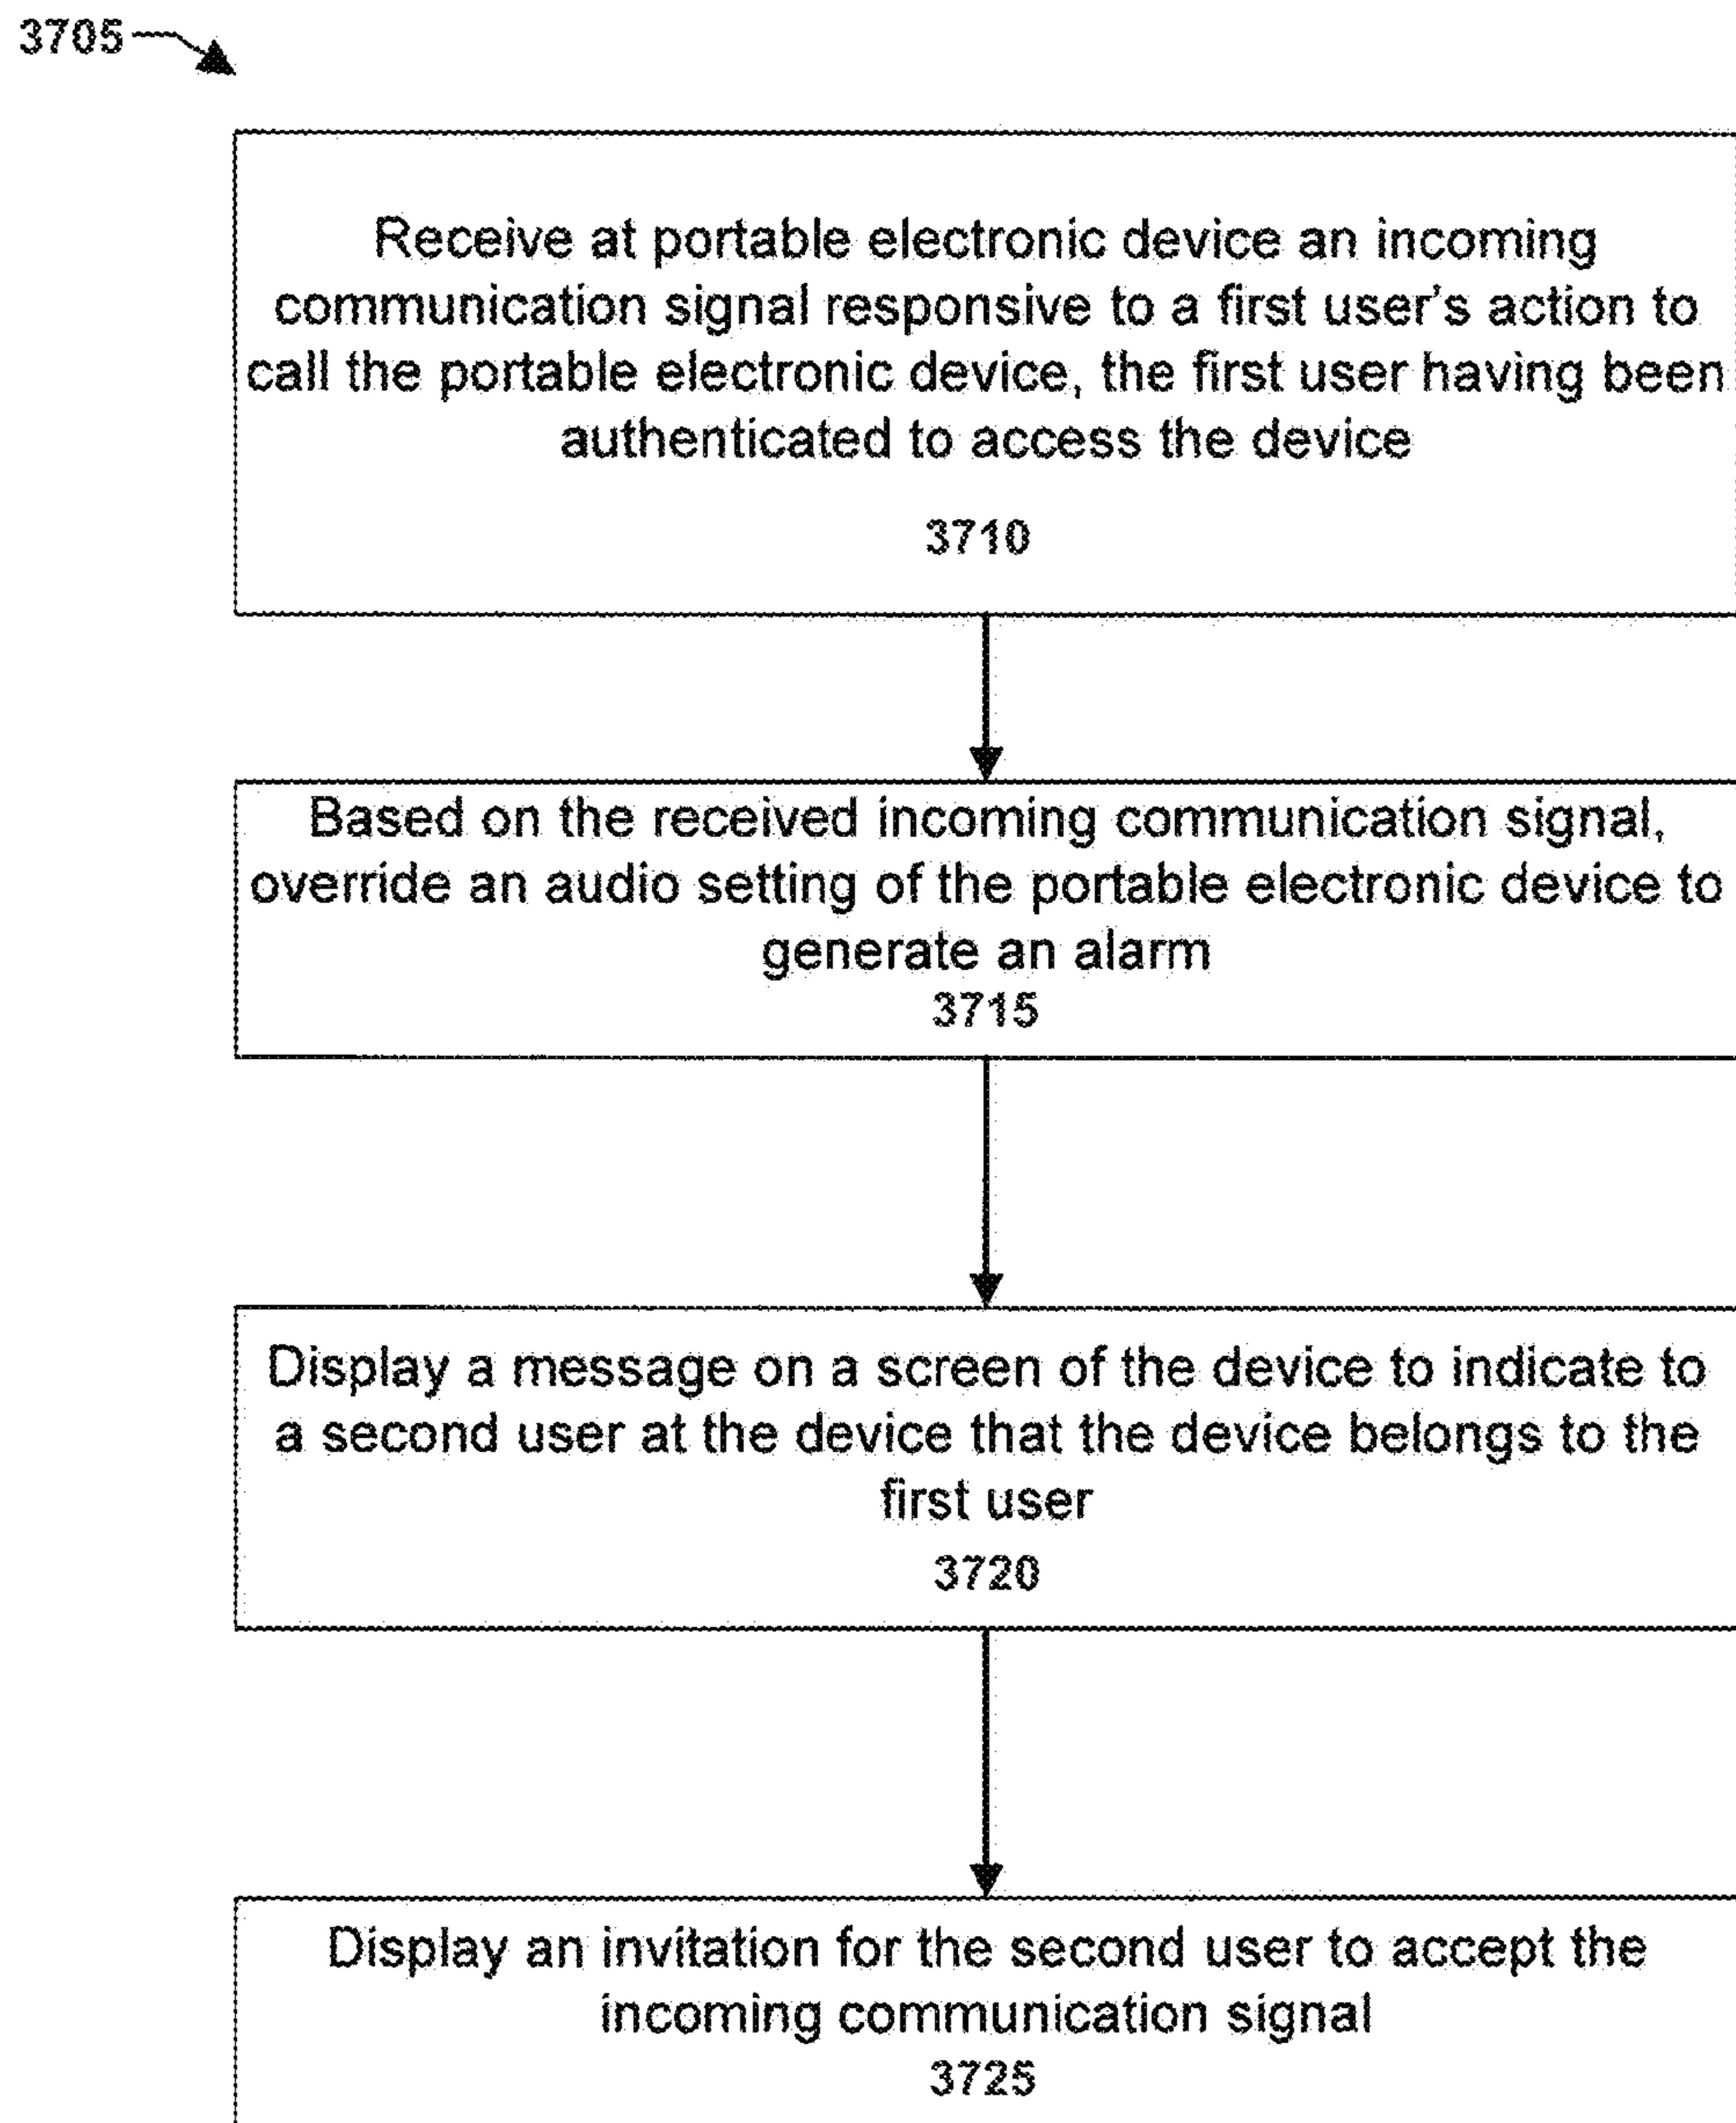 3705
Receive at portable electronic device an incoming
communication signal responsive to a first user's action to
call the portable electronic device, the first user having been
authenticated to access the device
3710
Based on the received incoming communication signal,
override an audio setting of the portable electronic device to
generate an alarm
3715
Display a message on a screen of the device to indicate to
a second user at the device that the device belongs to the
first user
3720
Display an invitation for the second user to accept the
incoming communication signal
3725